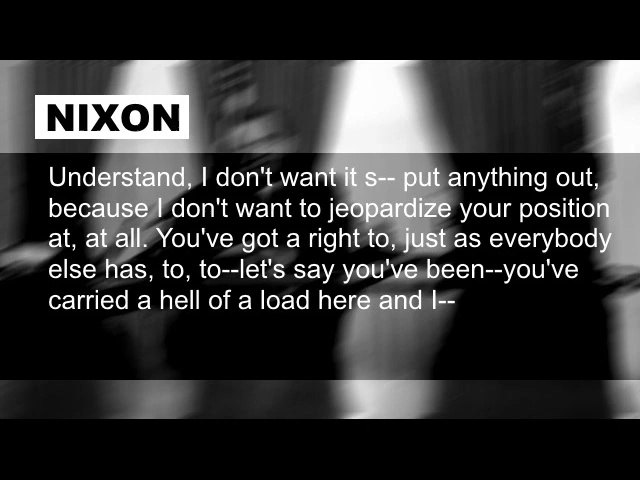 NIXON
Understand, I don't want it s-- put anything out,
because I don't want to jeopardize your position
at, at all. You've got a right to, just as everybody
else has, to, to--let's say you've been--you've
carried a hell of a load here and I--